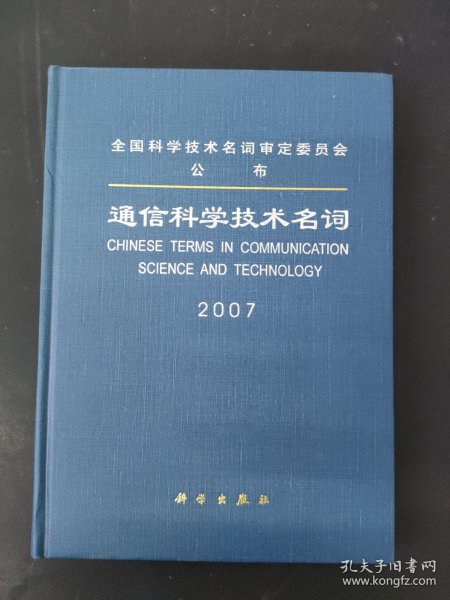 全国科学技术名词审定委员会
公 布
通信科学技术名词
CHINESE TERMS IN COMMUNICATION
SCIENCE AND TECHNOLOGY
2007
科学出版社
孔夫子旧书网
www.kongfz.com